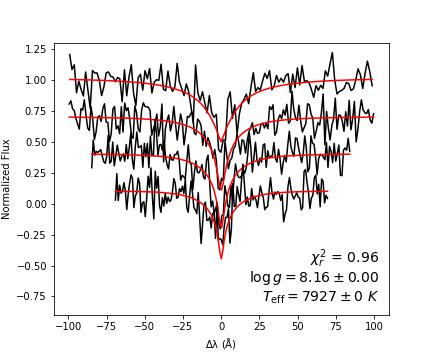 1.25
1.00
0.75
0.50
0.25
0.00
−0.25
−0.50
−0.75
Normalized Flux
χ²ᵣ = 0.96
log g = 8.16 ± 0.00
T_eff = 7927 ± 0 K
−100 −75 −50 −25 0 25 50 75 100
Δλ (Å)